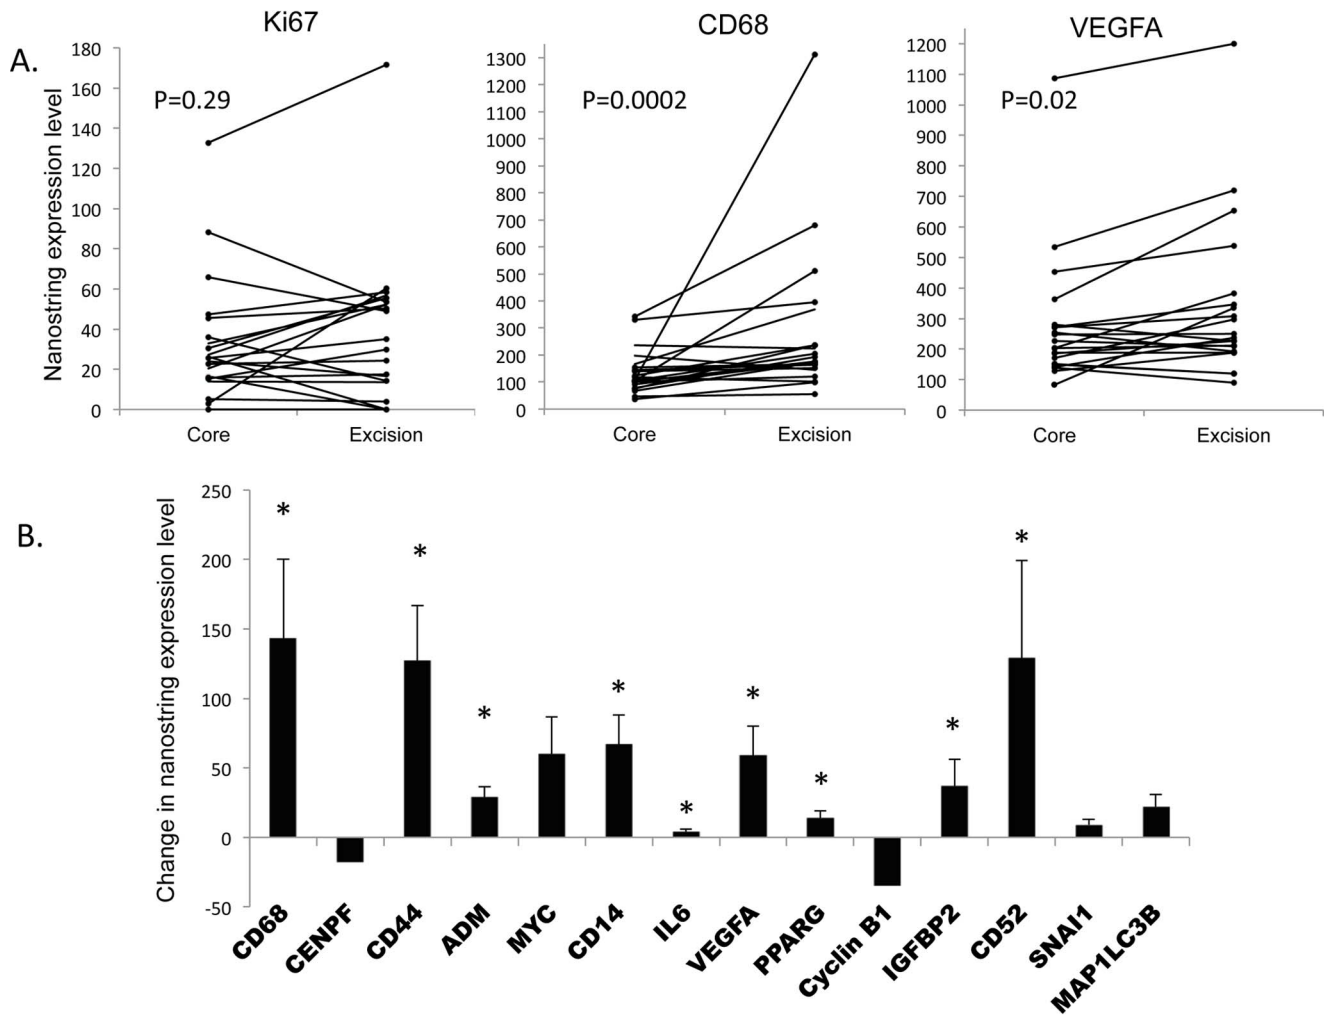 Ki67
CD68
VEGFA
A.
Nanostring expression level
180
160
140
120
100
80
60
40
20
0
P=0.29
Core
Excision
1300
1200
1100
1000
900
800
700
600
500
400
300
200
100
0
P=0.0002
Core
Excision
1200
1100
1000
900
800
700
600
500
400
300
200
100
0
P=0.02
Core
Excision
B.
Change in nanostring expression level
250
200
150
100
50
0
-50
* * * * * * * * *
CD68
CENPF
CD44
ADM
MYC
CD14
IL6
VEGFA
PPARG
Cyclin B1
IGFBP2
CD52
SNAI1
MAP1LC3B